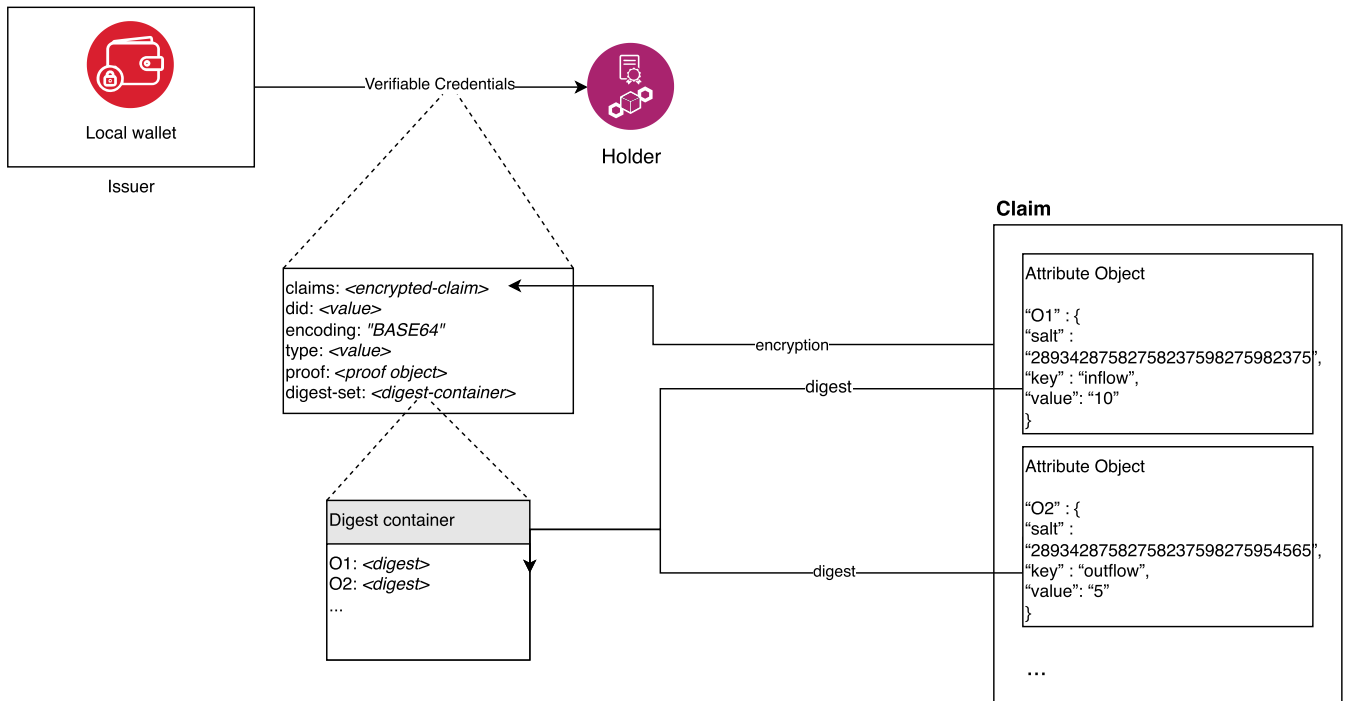 Local wallet
Issuer
Verifiable Credentials
Holder
claims: <encrypted-claim>
did: <value>
encoding: "BASE64"
type: <value>
proof: <proof object>
digest-set: <digest-container>
Digest container
O1: <digest>
O2: <digest>
...
encryption
digest
digest
Claim
Attribute Object
“O1” : {
“salt” :
“28934287582758237598275982375”,
“key” : “inflow”,
“value”: “10”
}
Attribute Object
“O2” : {
“salt” :
“28934287582758237598275954565”,
“key” : “outflow”,
“value”: “5”
}
...